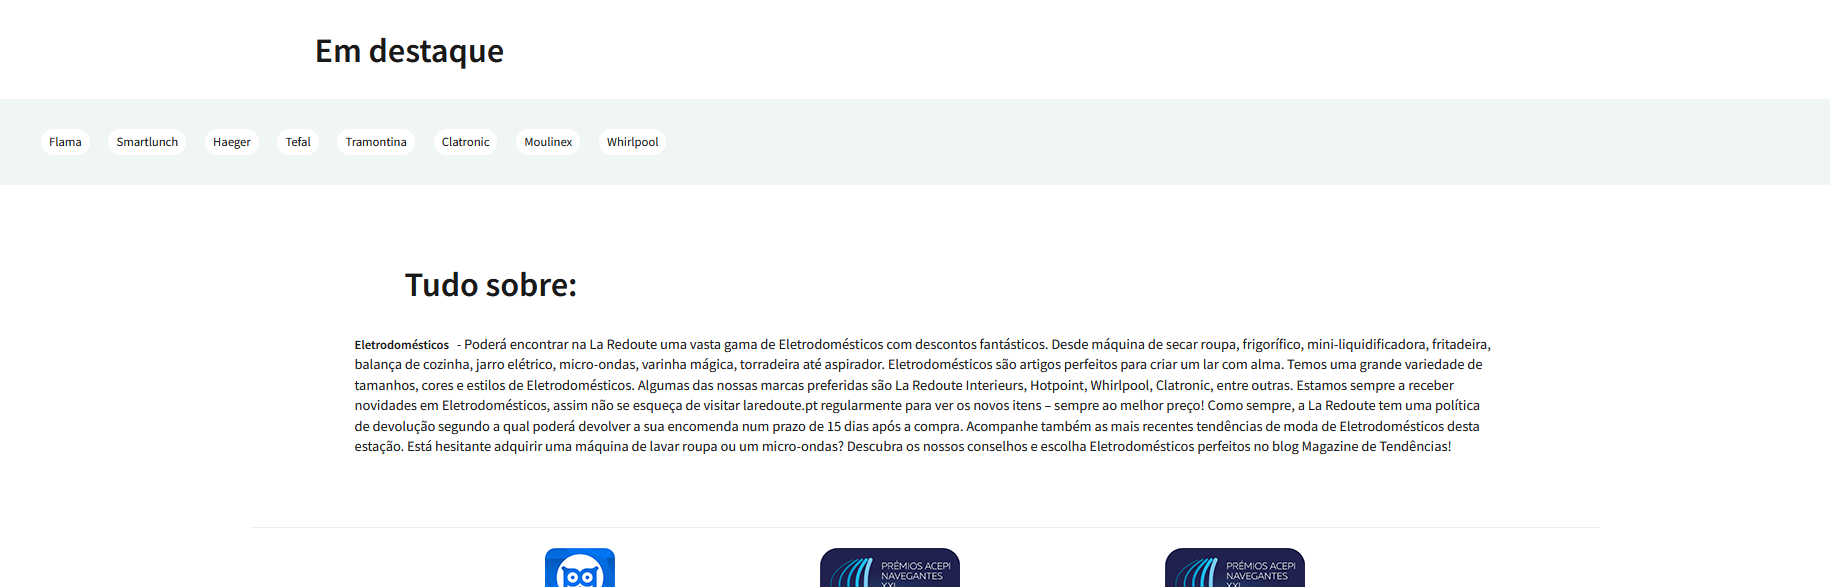 Em destaque
Flama Smartlunch Haeger Tefal Tramontina Clatronic Moulinex Whirlpool
Tudo sobre:
Eletrodomésticos - Poderá encontrar na La Redoute uma vasta gama de Eletrodomésticos com descontos fantásticos. Desde máquina de secar roupa, frigorífico, mini-liquidificadora, fritadeira,
balança de cozinha, jarro elétrico, micro-ondas, varinha mágica, torradeira até aspirador. Eletrodomésticos são artigos perfeitos para criar um lar com alma. Temos uma grande variedade de
tamanhos, cores e estilos de Eletrodomésticos. Algumas das nossas marcas preferidas são La Redoute Interieurs, Hotpoint, Whirlpool, Clatronic, entre outras. Estamos sempre a receber
novidades em Eletrodomésticos, assim não se esqueça de visitar laredoute.pt regularmente para ver os novos itens – sempre ao melhor preço! Como sempre, a La Redoute tem uma política
de devolução segundo a qual poderá devolver a sua encomenda num prazo de 15 dias após a compra. Acompanhe também as mais recentes tendências de moda de Eletrodomésticos desta
estação. Está hesitante adquirir uma máquina de lavar roupa ou um micro-ondas? Descubra os nossos conselhos e escolha Eletrodomésticos perfeitos no blog Magazine de Tendências!
PRÉMIOS ACEPI
NAVEGANTES
XXI
PRÉMIOS ACEPI
NAVEGANTES
XXI